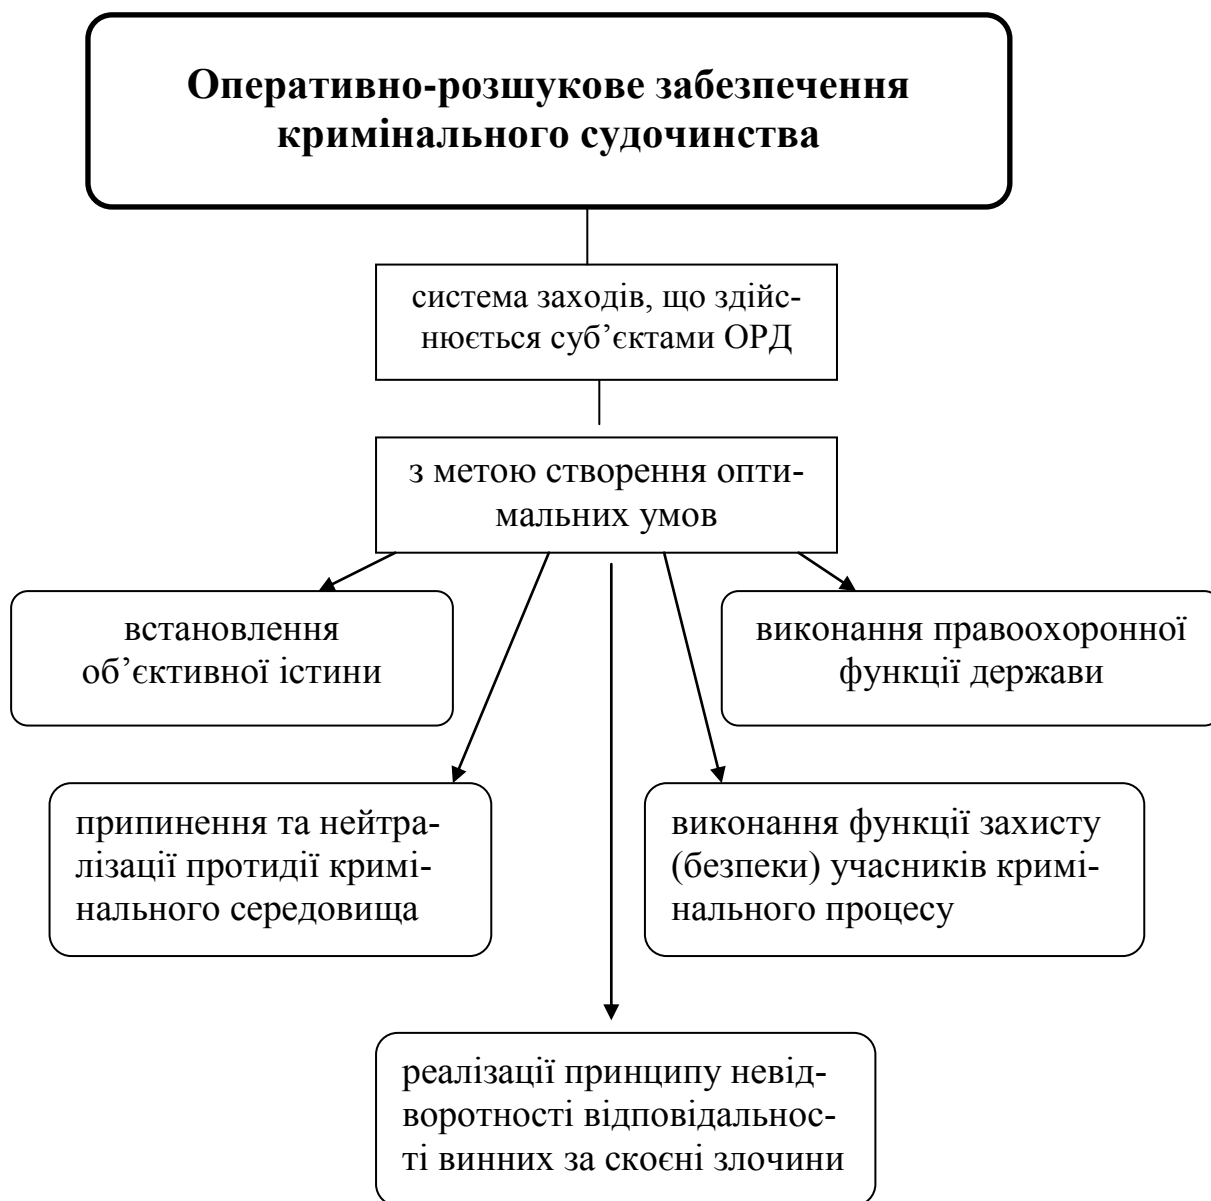 Оперативно-розшукове забезпечення
кримінального судочинства
система заходів, що здійс-
нюється суб’єктами ОРД
з метою створення опти-
мальних умов
встановлення
об’єктивної істини
виконання правоохоронної
функції держави
припинення та нейтра-
лізації протидії кримі-
нального середовища
виконання функції захисту
(безпеки) учасників кримі-
нального процесу
реалізації принципу невід-
воротності відповідальнос-
ті винних за скоєні злочини